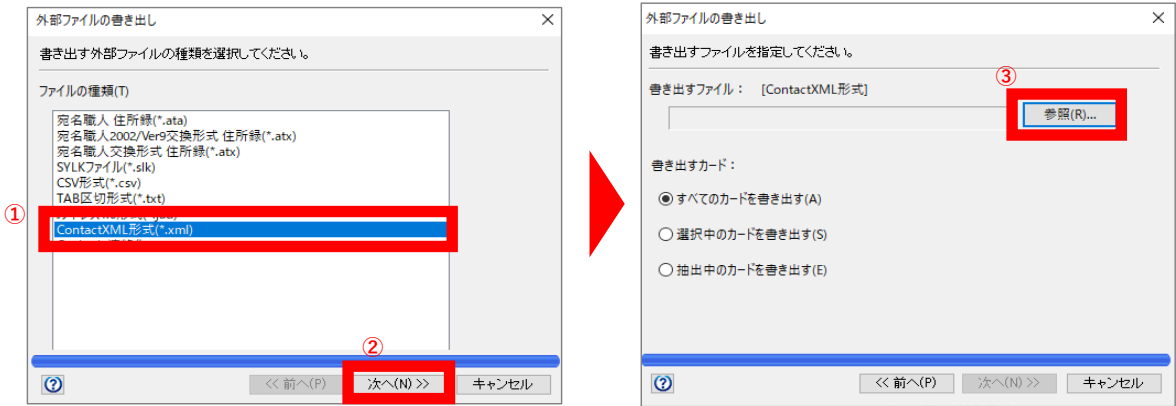 外部ファイルの書き出し
書き出す外部ファイルの種類を選択してください。
ファイルの種類(T)
宛名職人 住所録(*.ata)
宛名職人2002/Ver9交換形式 住所録(*.atx)
宛名職人交換形式 住所録(*.atx)
SYLKファイル(*.slk)
CSV形式(*.csv)
TAB区切形式(*.txt)
①
ContactXML形式(*.xml)
②
<< 前へ(P)
次へ(N) >>
キャンセル
外部ファイルの書き出し
書き出すファイルを指定してください。
③
書き出すファイル： [ContactXML形式]
参照(R)...
書き出すカード：
すべてのカードを書き出す(A)
選択中のカードを書き出す(S)
抽出中のカードを書き出す(E)
<< 前へ(P)
次へ(N) >>
キャンセル